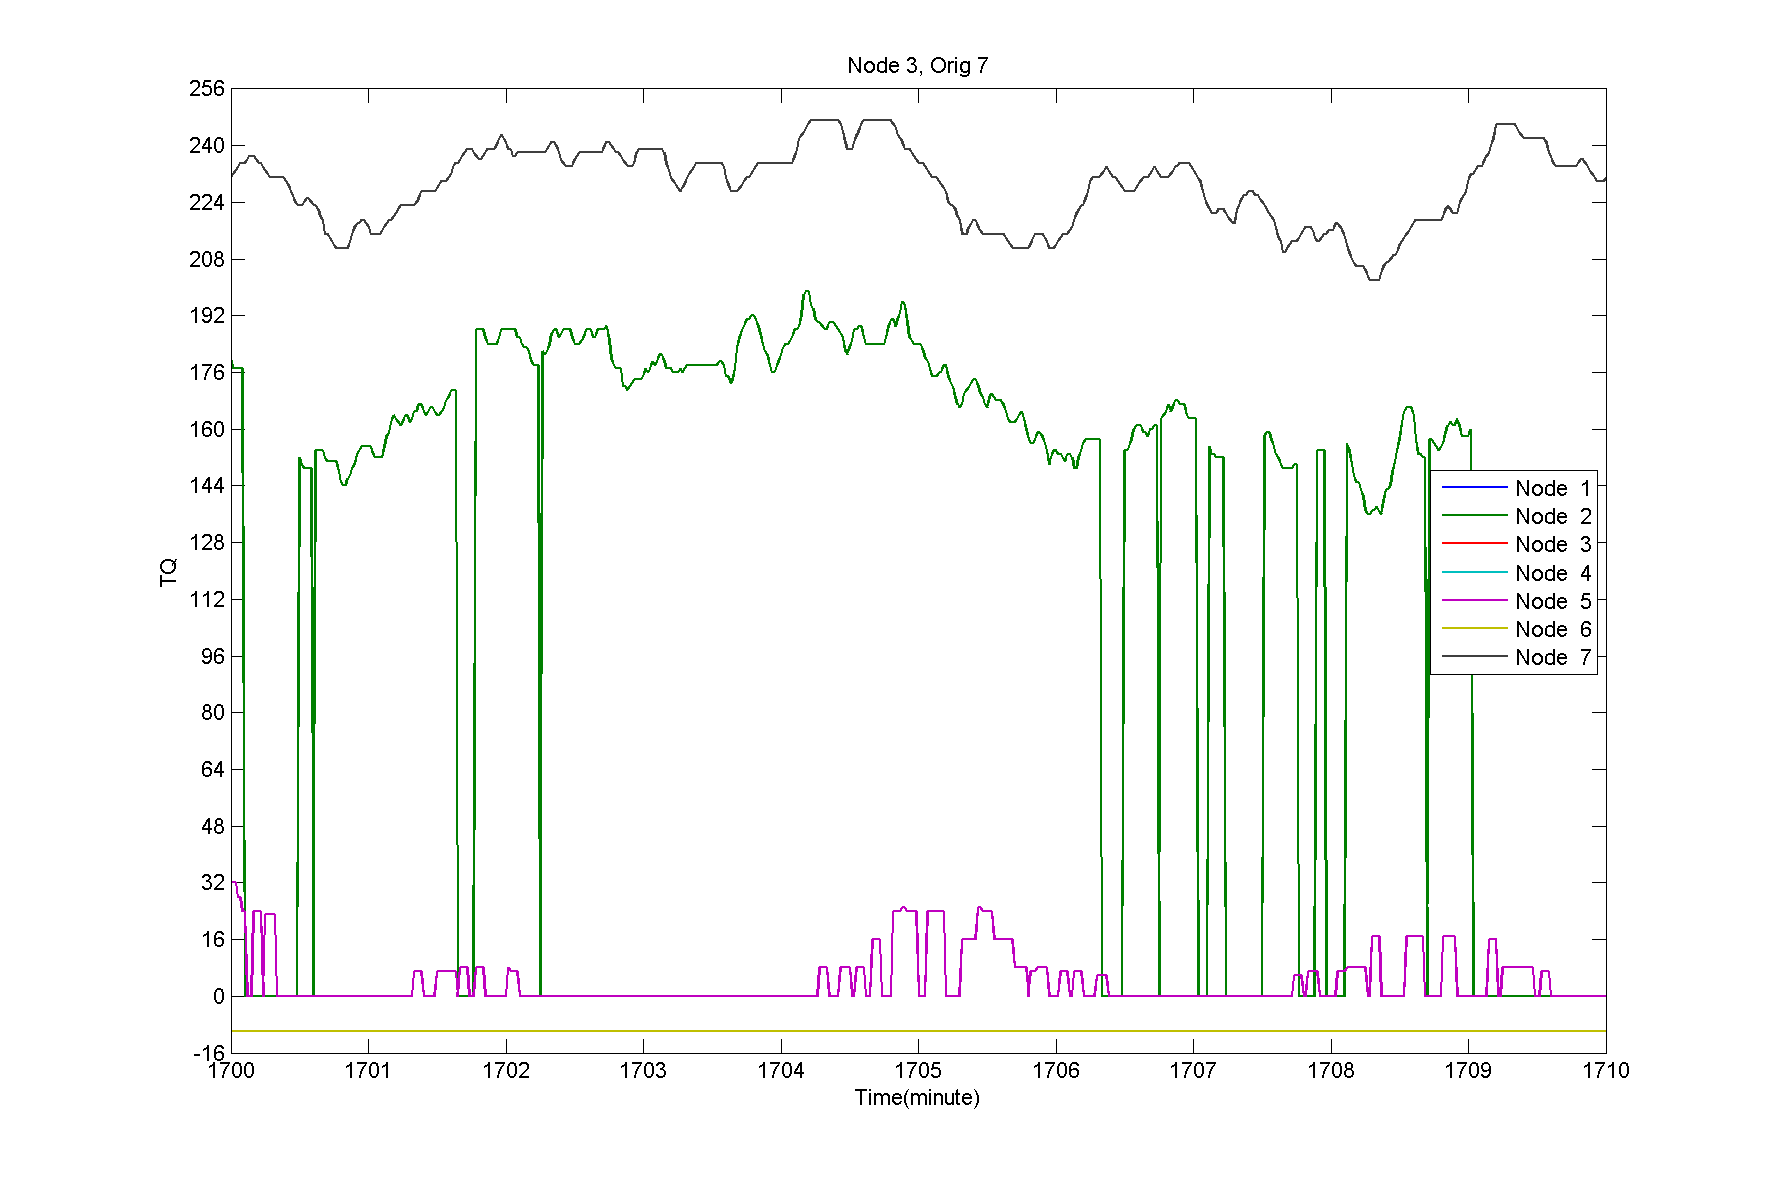 Node 3, Orig 7
256
240
224
208
192
176
160
144
128
112
96
80
64
48
32
16
0
-16
TQ
Node 1
Node 2
Node 3
Node 4
Node 5
Node 6
Node 7
1700 1701 1702 1703 1704 1705 1706 1707 1708 1709 1710
Time(minute)